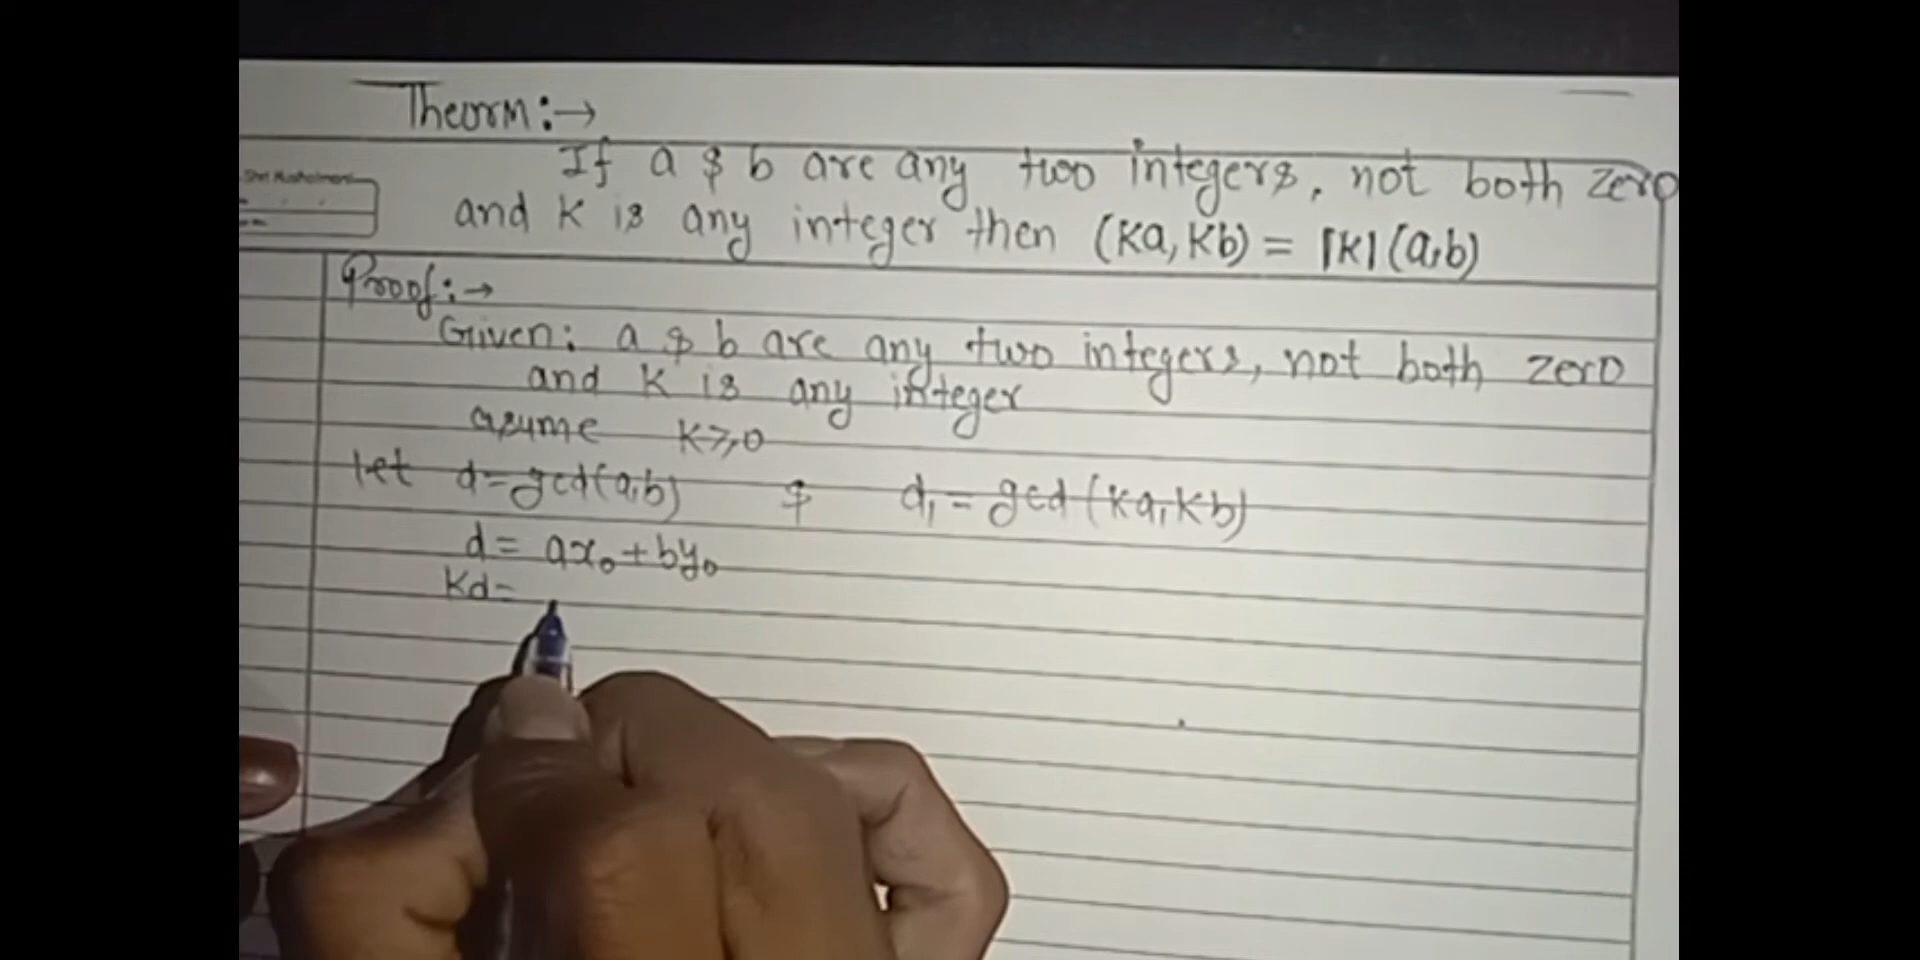 Theorm:→
If a & b are any two integers, not both zero
and K is any integer then (Ka, Kb) = |K| (a,b)
Proof:→
Given: a & b are any two integers, not both zero
and K is any integer
assume K≥0
let d=gcd(a,b) & d₁ = gcd (Ka, Kb)
d = ax₀+by₀
Kd=